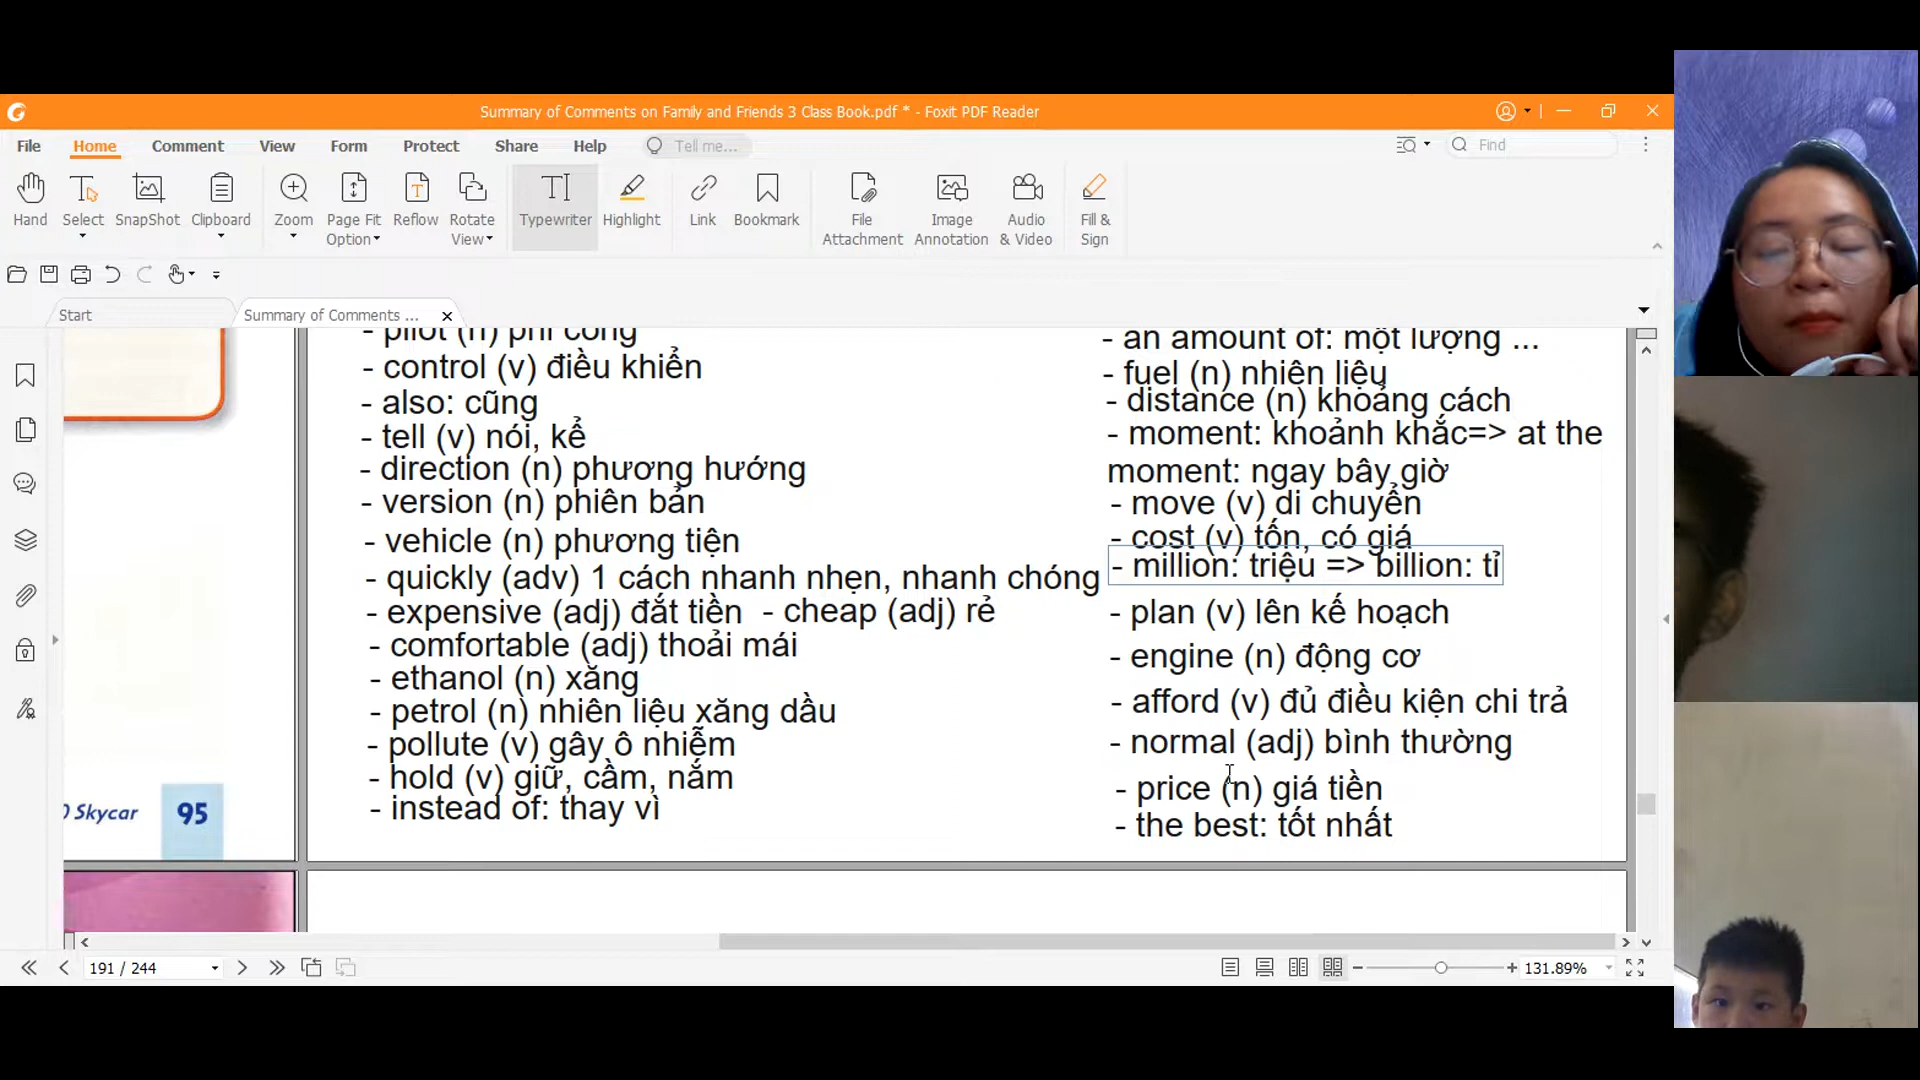 Summary of Comments on Family and Friends 3 Class Book.pdf * - Foxit PDF Reader
File Home Comment View Form Protect Share Help Tell me... Find
Hand Select SnapShot Clipboard Zoom Page Fit Option Reflow Rotate View Typewriter Highlight Link Bookmark File Attachment Image Annotation Audio & Video Fill & Sign
Start Summary of Comments ...
- pilot (n) phi công
- control (v) điều khiển
- also: cũng
- tell (v) nói, kể
- direction (n) phương hướng
- version (n) phiên bản
- vehicle (n) phương tiện
- quickly (adv) 1 cách nhanh nhẹn, nhanh chóng
- expensive (adj) đắt tiền - cheap (adj) rẻ
- comfortable (adj) thoải mái
- ethanol (n) xăng
- petrol (n) nhiên liệu xăng dầu
- pollute (v) gây ô nhiễm
- hold (v) giữ, cầm, nắm
- instead of: thay vì
- an amount of: một lượng ...
- fuel (n) nhiên liệu
- distance (n) khoảng cách
- moment: khoảnh khắc=> at the
moment: ngay bây giờ
- move (v) di chuyển
- cost (v) tốn, có giá
- million: triệu => billion: tỉ
- plan (v) lên kế hoạch
- engine (n) động cơ
- afford (v) đủ điều kiện chi trả
- normal (adj) bình thường
- price (n) giá tiền
- the best: tốt nhất
Skycar 95
191 / 244
131.89%